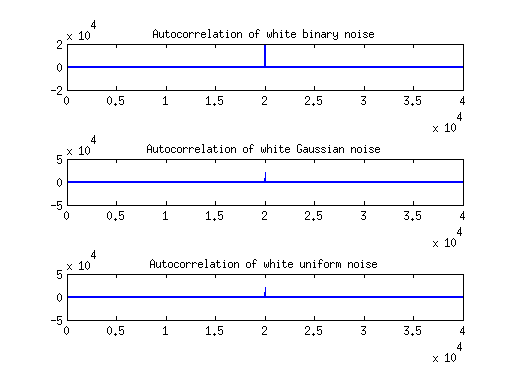 x 10^4
Autocorrelation of white binary noise
2
0
-2
0 0.5 1 1.5 2 2.5 3 3.5 4
x 10^4
x 10^4
Autocorrelation of white Gaussian noise
5
0
-5
0 0.5 1 1.5 2 2.5 3 3.5 4
x 10^4
x 10^4
Autocorrelation of white uniform noise
5
0
-5
0 0.5 1 1.5 2 2.5 3 3.5 4
x 10^4